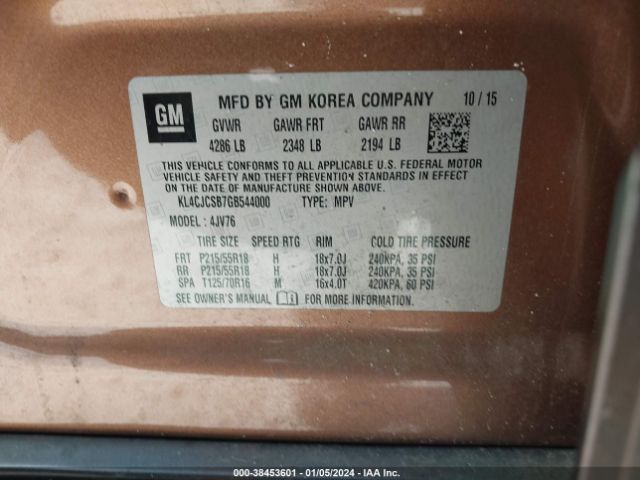 GM MFD BY GM KOREA COMPANY 10 / 15
GVWR GAWR FRT GAWR RR
4286 LB 2348 LB 2194 LB
THIS VEHICLE CONFORMS TO ALL APPLICABLE U.S. FEDERAL MOTOR
VEHICLE SAFETY AND THEFT PREVENTION STANDARDS IN EFFECT
ON THE DATE OF MANUFACTURE SHOWN ABOVE.
KL4CJCSB7GB544000 TYPE: MPV
MODEL : 4JV76
TIRE SIZE SPEED RTG RIM COLD TIRE PRESSURE
FRT P215/55R18 H 18x7.0J 240KPA, 35 PSI
RR P215/55R18 H 18x7.0J 240KPA, 35 PSI
SPA T125/70R16 M 16x4.0T 420KPA, 60 PSI
SEE OWNER'S MANUAL FOR MORE INFORMATION.
000-38453601 - 01/05/2024 - IAA Inc.